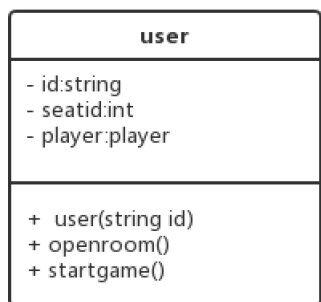 user
- id:string
- seatid:int
- player:player
+ user(string id)
+ openroom()
+ startgame()